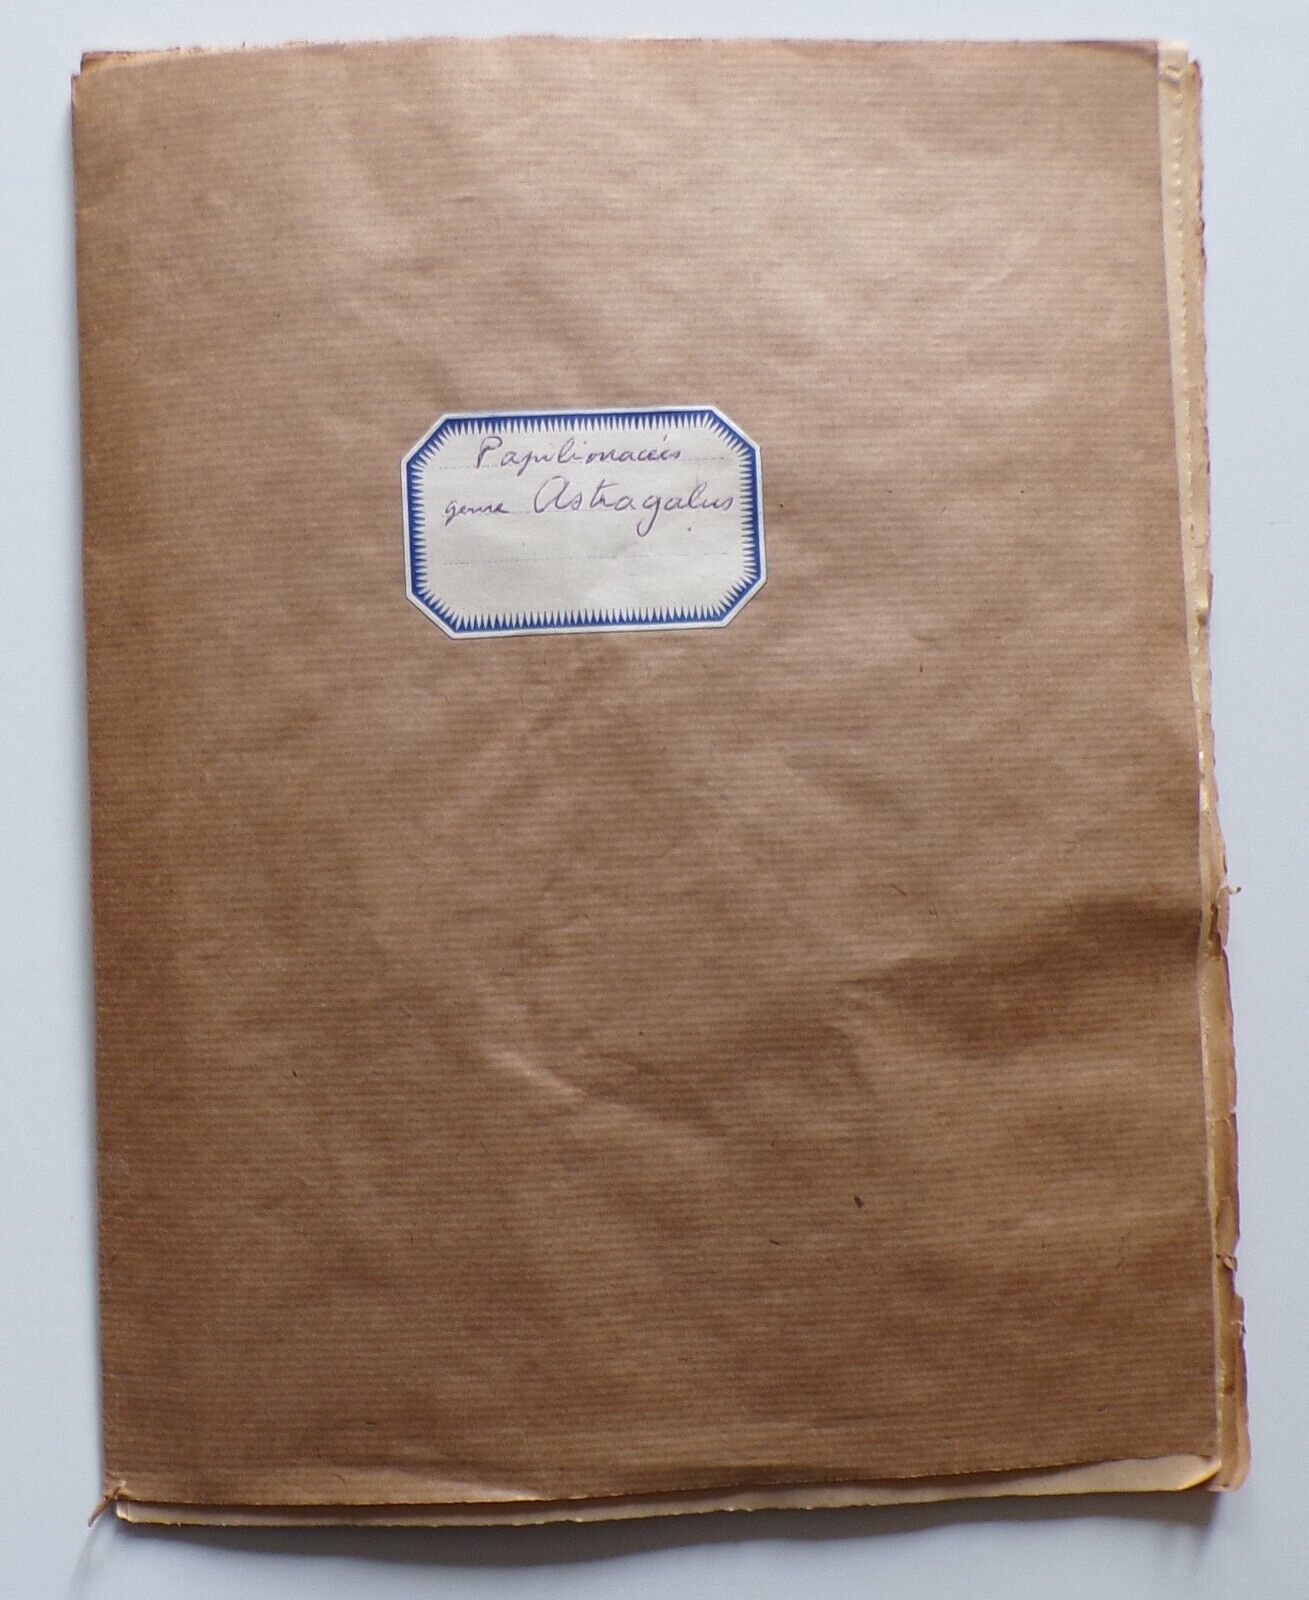 Papilionacées
genre Astragalus